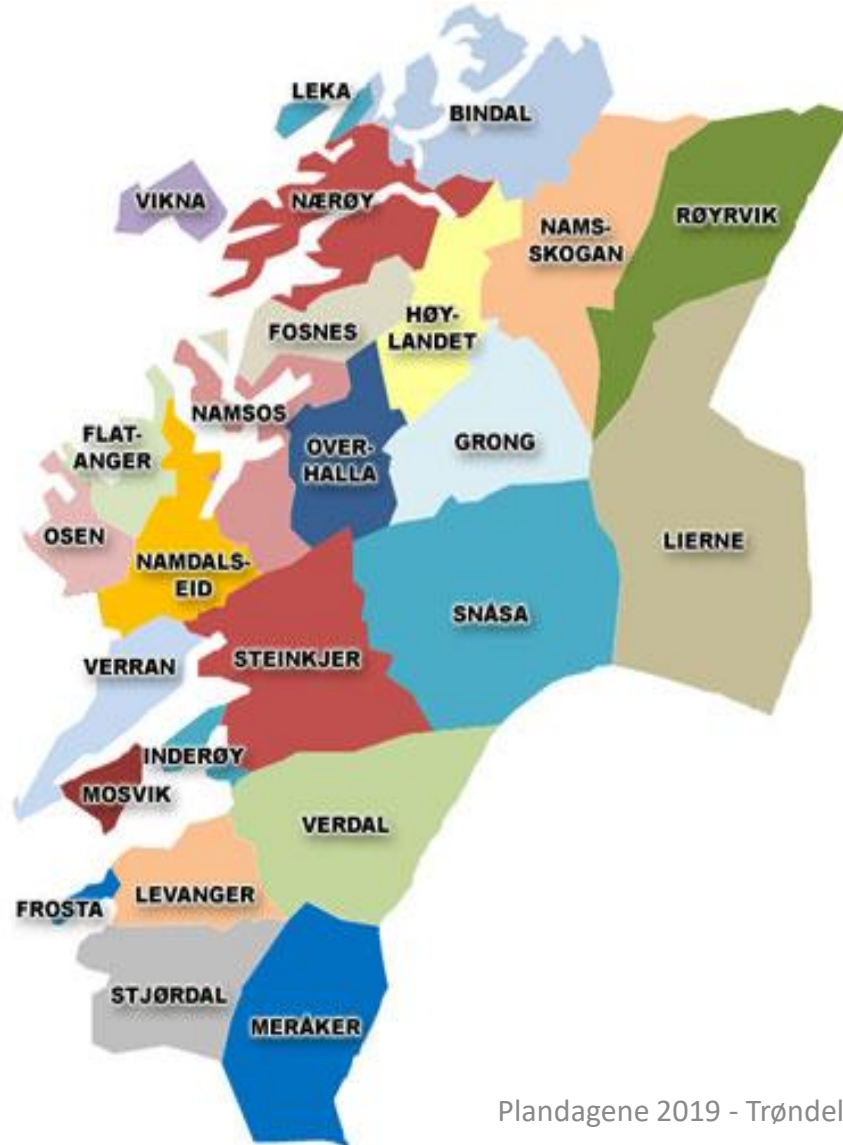 LEKA
BINDAL
VIKNA
NÆRØY
RØYRVIK
NAMS-
SKOGAN
FOSNES
HØY-
LANDET
NAMSOS
FLAT-
ANGER
OVER-
HALLA
GRONG
OSEN
LIERNE
NAMDALS-
EID
SNÅSA
VERRAN
STEINKJER
INDERØY
MOSVIK
VERDAL
LEVANGER
FROSTA
STJØRDAL
MERÅKER
Plandagene 2019 - Trøndel